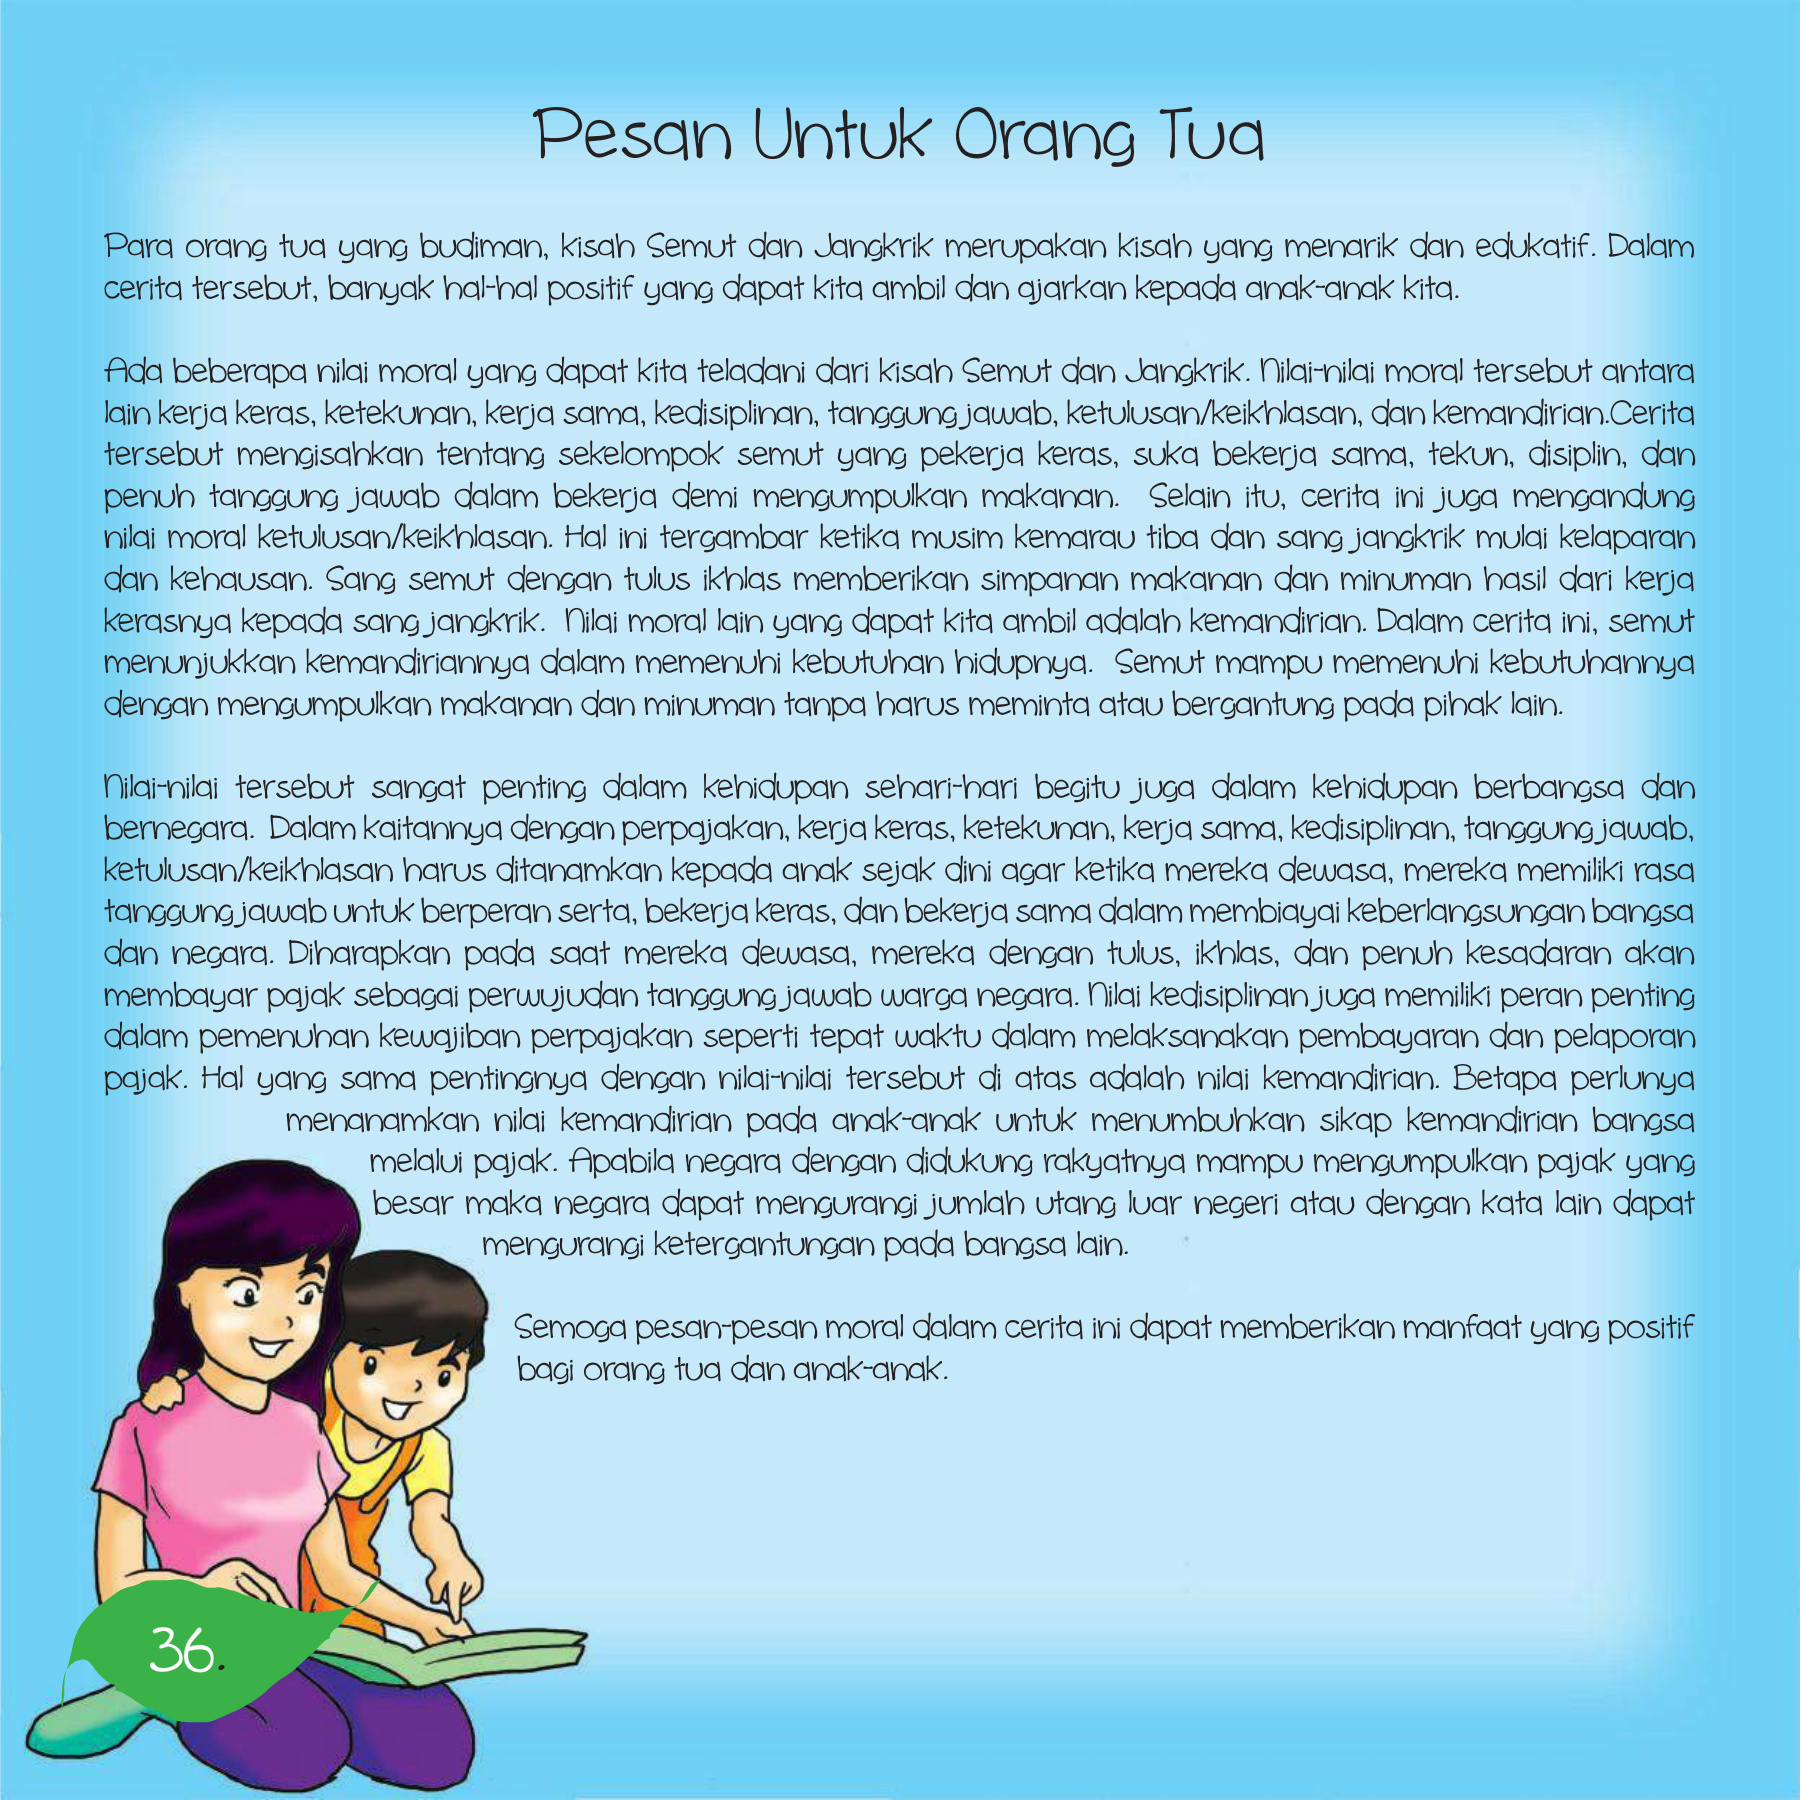 Pesan Untuk Orang Tua
Para orang tua yang budiman, kisah Semut dan Jangkrik merupakan kisah yang menarik dan edukatif. Dalam
cerita tersebut, banyak hal-hal positif yang dapat kita ambil dan ajarkan kepada anak-anak kita.
Ada beberapa nilai moral yang dapat kita teladani dari kisah Semut dan Jangkrik. Nilai-nilai moral tersebut antara
lain kerja keras, ketekunan, kerja sama, kedisiplinan, tanggung jawab, ketulusan/keikhlasan, dan kemandirian.Cerita
tersebut mengisahkan tentang sekelompok semut yang pekerja keras, suka bekerja sama, tekun, disiplin, dan
penuh tanggung jawab dalam bekerja demi mengumpulkan makanan. Selain itu, cerita ini juga mengandung
nilai moral ketulusan/keikhlasan. Hal ini tergambar ketika musim kemarau tiba dan sang jangkrik mulai kelaparan
dan kehausan. Sang semut dengan tulus ikhlas memberikan simpanan makanan dan minuman hasil dari kerja
kerasnya kepada sang jangkrik. Nilai moral lain yang dapat kita ambil adalah kemandirian. Dalam cerita ini, semut
menunjukkan kemandiriannya dalam memenuhi kebutuhan hidupnya. Semut mampu memenuhi kebutuhannya
dengan mengumpulkan makanan dan minuman tanpa harus meminta atau bergantung pada pihak lain.
Nilai-nilai tersebut sangat penting dalam kehidupan sehari-hari begitu juga dalam kehidupan berbangsa dan
bernegara. Dalam kaitannya dengan perpajakan, kerja keras, ketekunan, kerja sama, kedisiplinan, tanggung jawab,
ketulusan/keikhlasan harus ditanamkan kepada anak sejak dini agar ketika mereka dewasa, mereka memiliki rasa
tanggung jawab untuk berperan serta, bekerja keras, dan bekerja sama dalam membiayai keberlangsungan bangsa
dan negara. Diharapkan pada saat mereka dewasa, mereka dengan tulus, ikhlas, dan penuh kesadaran akan
membayar pajak sebagai perwujudan tanggung jawab warga negara. Nilai kedisiplinan juga memiliki peran penting
dalam pemenuhan kewajiban perpajakan seperti tepat waktu dalam melaksanakan pembayaran dan pelaporan
pajak. Hal yang sama pentingnya dengan nilai-nilai tersebut di atas adalah nilai kemandirian. Betapa perlunya
menanamkan nilai kemandirian pada anak-anak untuk menumbuhkan sikap kemandirian bangsa
melalui pajak. Apabila negara dengan didukung rakyatnya mampu mengumpulkan pajak yang
besar maka negara dapat mengurangi jumlah utang luar negeri atau dengan kata lain dapat
mengurangi ketergantungan pada bangsa lain.
Semoga pesan-pesan moral dalam cerita ini dapat memberikan manfaat yang positif
bagi orang tua dan anak-anak.
36.